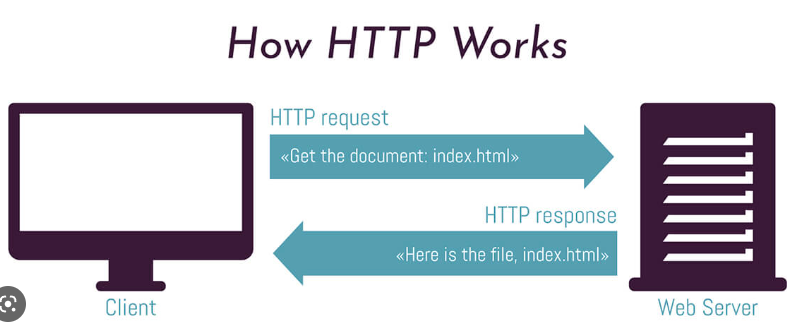 How HTTP Works
HTTP request
«Get the document: index.html»
HTTP response
«Here is the file, index.html»
Client
Web Server